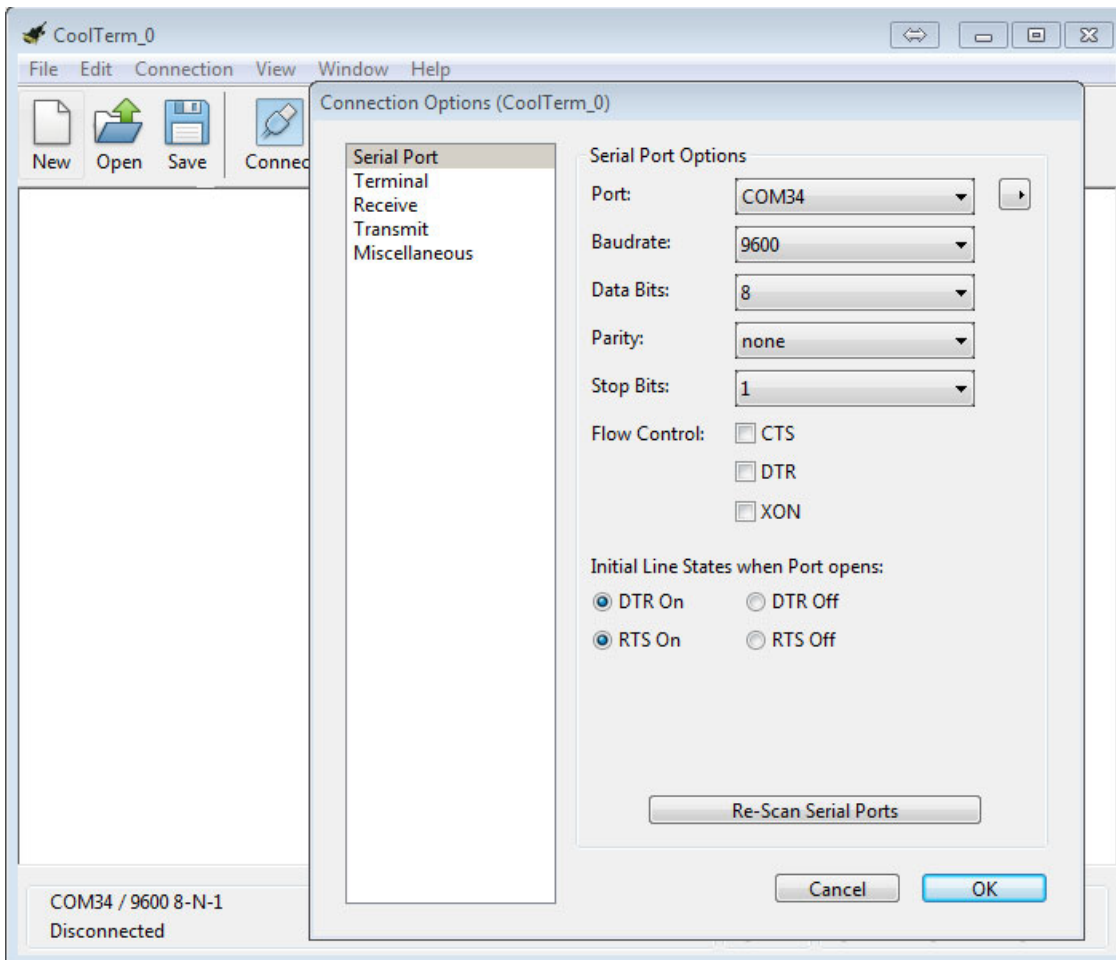 CoolTerm_0
File Edit Connection View Window Help
New Open Save
Connection Options (CoolTerm_0)
Serial Port
Terminal
Receive
Transmit
Miscellaneous
Serial Port Options
Port: COM34
Baudrate: 9600
Data Bits: 8
Parity: none
Stop Bits: 1
Flow Control: CTS
DTR
XON
Initial Line States when Port opens:
DTR On DTR Off
RTS On RTS Off
Re-Scan Serial Ports
Cancel OK
COM34 / 9600 8-N-1
Disconnected